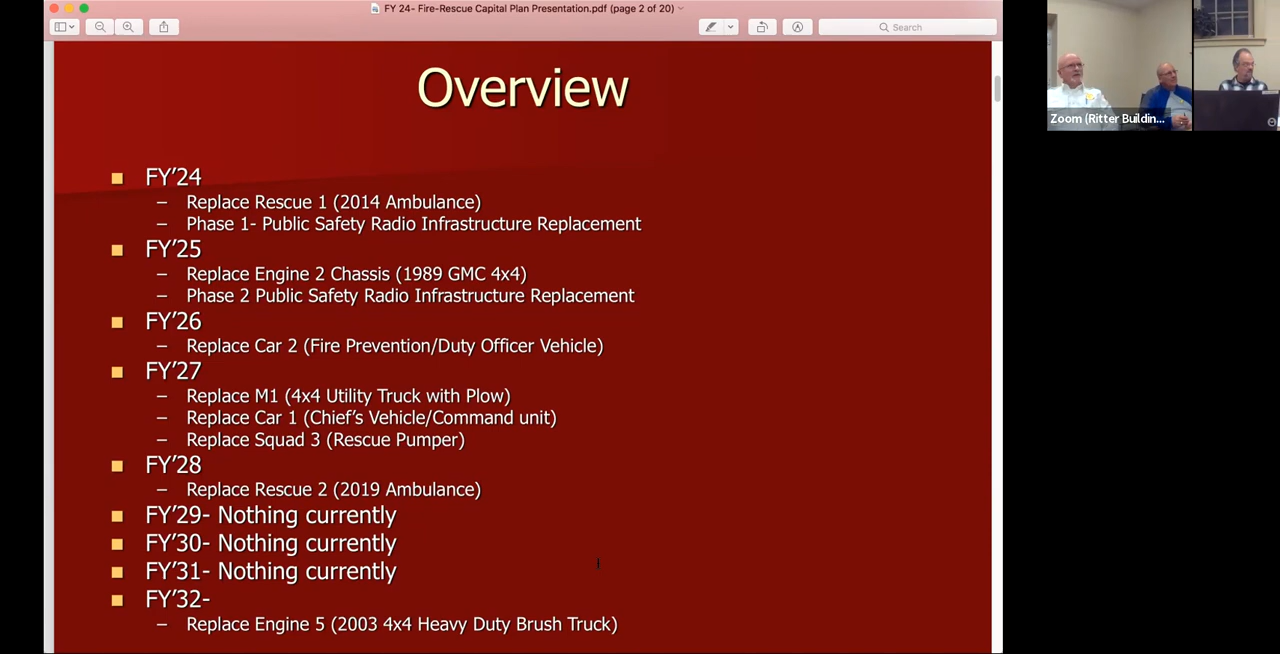 FY 24- Fire-Rescue Capital Plan Presentation.pdf (page 2 of 20)
Search
Overview
FY’24
– Replace Rescue 1 (2014 Ambulance)
– Phase 1- Public Safety Radio Infrastructure Replacement
FY’25
– Replace Engine 2 Chassis (1989 GMC 4x4)
– Phase 2 Public Safety Radio Infrastructure Replacement
FY’26
– Replace Car 2 (Fire Prevention/Duty Officer Vehicle)
FY’27
– Replace M1 (4x4 Utility Truck with Plow)
– Replace Car 1 (Chief’s Vehicle/Command unit)
– Replace Squad 3 (Rescue Pumper)
FY’28
– Replace Rescue 2 (2019 Ambulance)
FY’29- Nothing currently
FY’30- Nothing currently
FY’31- Nothing currently
FY’32-
– Replace Engine 5 (2003 4x4 Heavy Duty Brush Truck)
Zoom (Ritter Buildin...